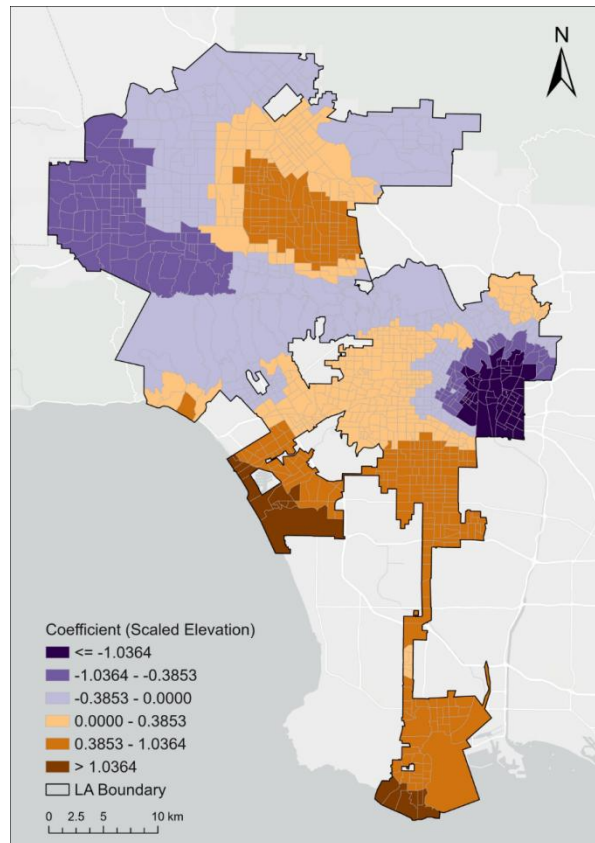 N
Coefficient (Scaled Elevation)
<= -1.0364
-1.0364 - -0.3853
-0.3853 - 0.0000
0.0000 - 0.3853
0.3853 - 1.0364
> 1.0364
LA Boundary
0 2.5 5 10 km